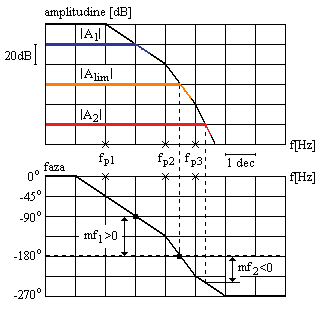 amplitudine [dB]
|A1|
20dB
|Alim|
|A2|
f[Hz]
fp1 fp2 fp3 1 dec
faza f[Hz]
0°
-45°
-90°
mf1>0
-180°
mf2<0
-270°